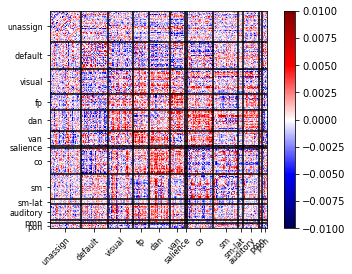 unassign
default
visual
fp
dan
van
salience
co
sm
sm-lat
auditory
pon
unassign
default
visual
fp
dan
van
salience
co
sm
sm-lat
auditory
0.0100
0.0075
0.0050
0.0025
0.0000
−0.0025
−0.0050
−0.0075
−0.0100